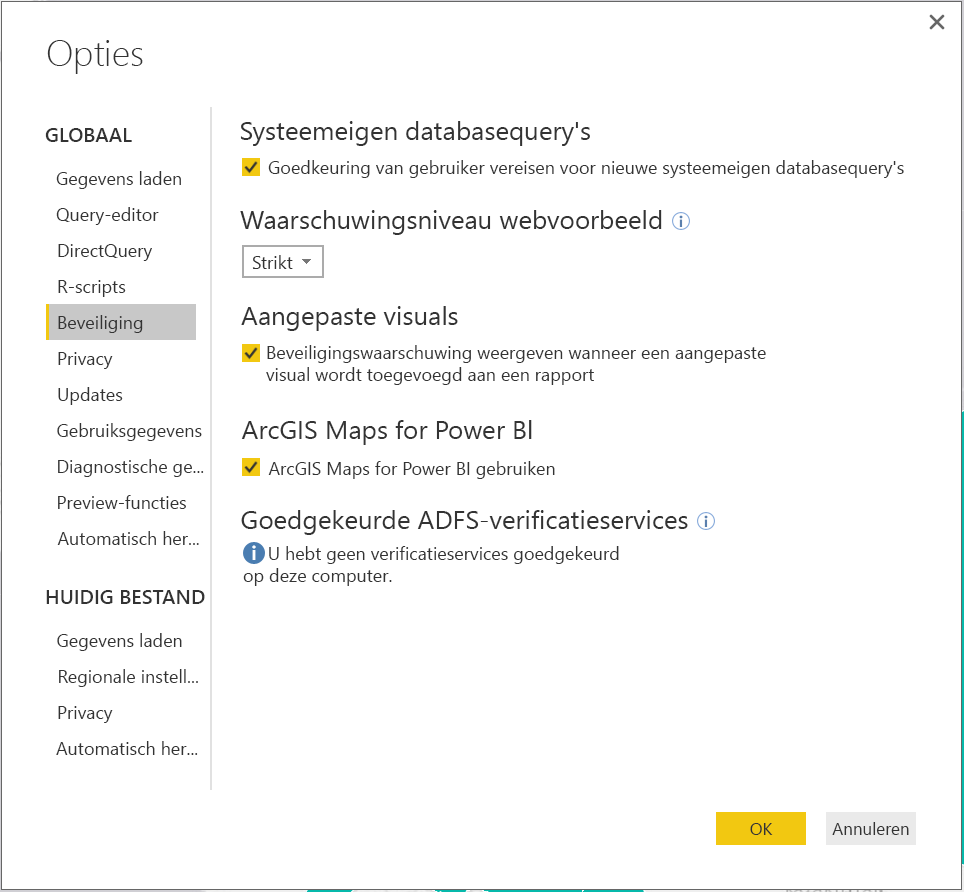 Opties
GLOBAAL
Gegevens laden
Query-editor
DirectQuery
R-scripts
Beveiliging
Privacy
Updates
Gebruiksgegevens
Diagnostische ge...
Preview-functies
Automatisch her...
HUIDIG BESTAND
Gegevens laden
Regionale instell...
Privacy
Automatisch her...
Systeemeigen databasequery's
Goedkeuring van gebruiker vereisen voor nieuwe systeemeigen databasequery's
Waarschuwingsniveau webvoorbeeld
Strikt
Aangepaste visuals
Beveiligingswaarschuwing weergeven wanneer een aangepaste
visual wordt toegevoegd aan een rapport
ArcGIS Maps for Power BI
ArcGIS Maps for Power BI gebruiken
Goedgekeurde ADFS-verificatieservices
U hebt geen verificatieservices goedgekeurd
op deze computer.
OK
Annuleren